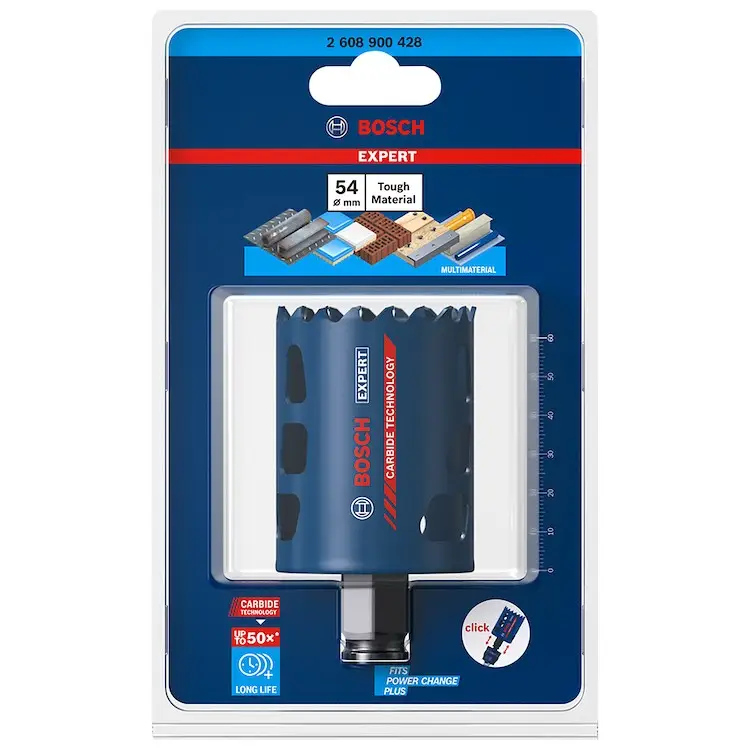 2 608 900 428
BOSCH
EXPERT
54
Ø mm
Tough
Material
MULTIMATERIAL
BOSCH EXPERT
CARBIDE TECHNOLOGY
60
50
40
30
20
10
0
CARBIDE
TECHNOLOGY
UP TO 50×*
LONG LIFE
click
FITS
POWER CHANGE
PLUS